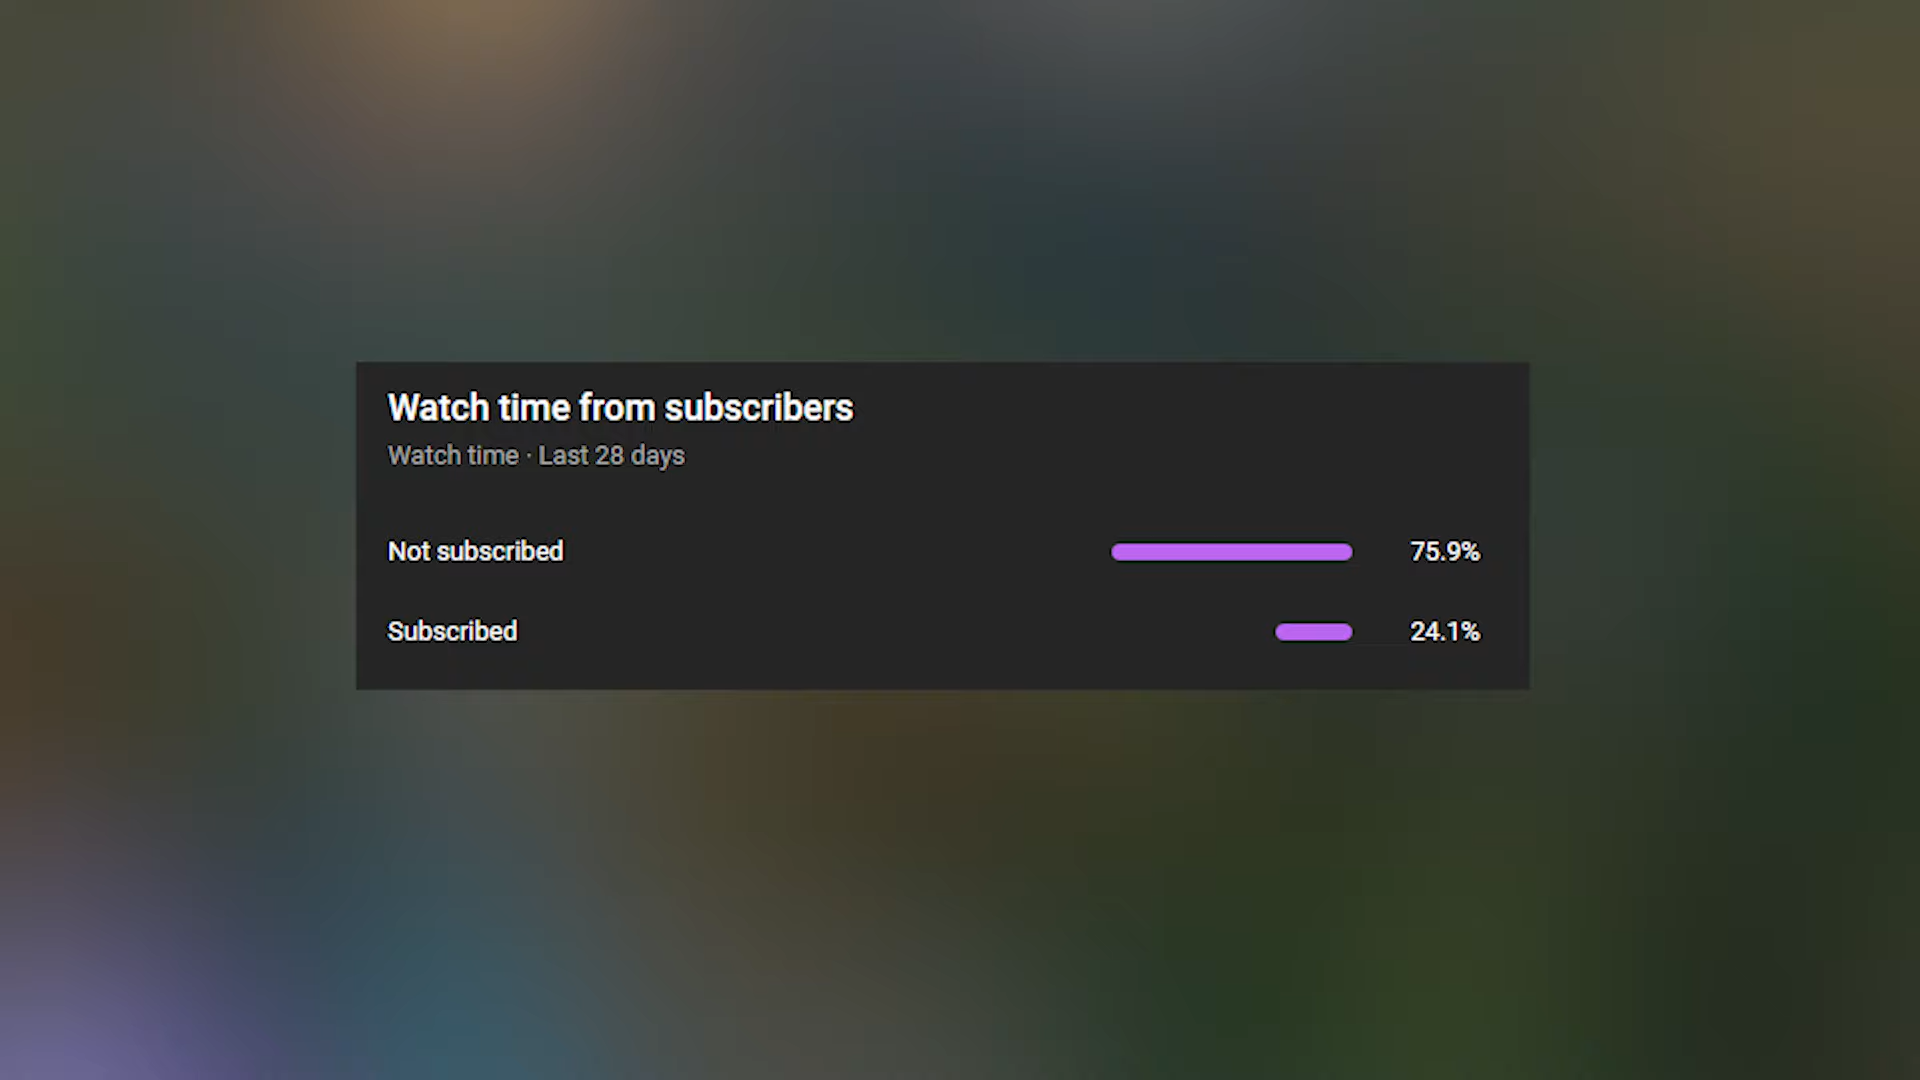 Watch time from subscribers
Watch time · Last 28 days
Not subscribed 75.9%
Subscribed 24.1%